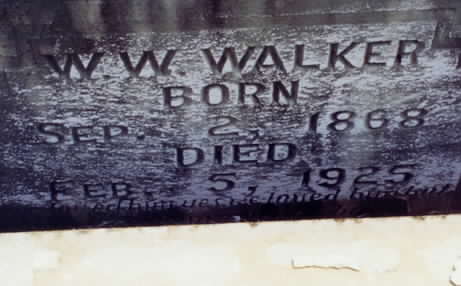 W. W. WALKER
BORN
SEP. 2, 1868
DIED
FEB. 5, 1925